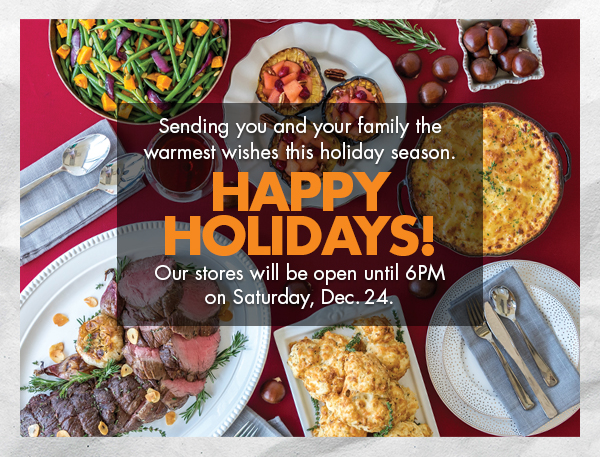 Sending you and your family the
warmest wishes this holiday season.
HAPPY
HOLIDAYS!
Our stores will be open until 6PM
on Saturday, Dec. 24.